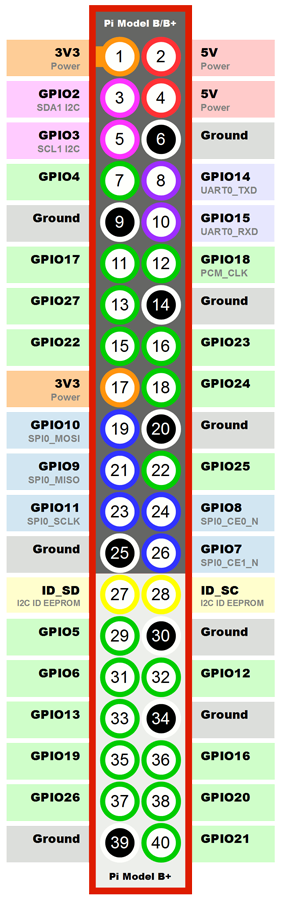 Pi Model B/B+
3V3 1 2 5V
Power Power
GPIO2 3 4 5V
SDA1 I2C Power
GPIO3 5 6 Ground
SCL1 I2C
GPIO4 7 8 GPIO14
UART0_TXD
Ground 9 10 GPIO15
UART0_RXD
GPIO17 11 12 GPIO18
PCM_CLK
GPIO27 13 14 Ground
GPIO22 15 16 GPIO23
3V3 17 18 GPIO24
Power
GPIO10 19 20 Ground
SPI0_MOSI
GPIO9 21 22 GPIO25
SPI0_MISO
GPIO11 23 24 GPIO8
SPI0_SCLK SPI0_CE0_N
Ground 25 26 GPIO7
SPI0_CE1_N
ID_SD 27 28 ID_SC
I2C ID EEPROM I2C ID EEPROM
GPIO5 29 30 Ground
GPIO6 31 32 GPIO12
GPIO13 33 34 Ground
GPIO19 35 36 GPIO16
GPIO26 37 38 GPIO20
Ground 39 40 GPIO21
Pi Model B+